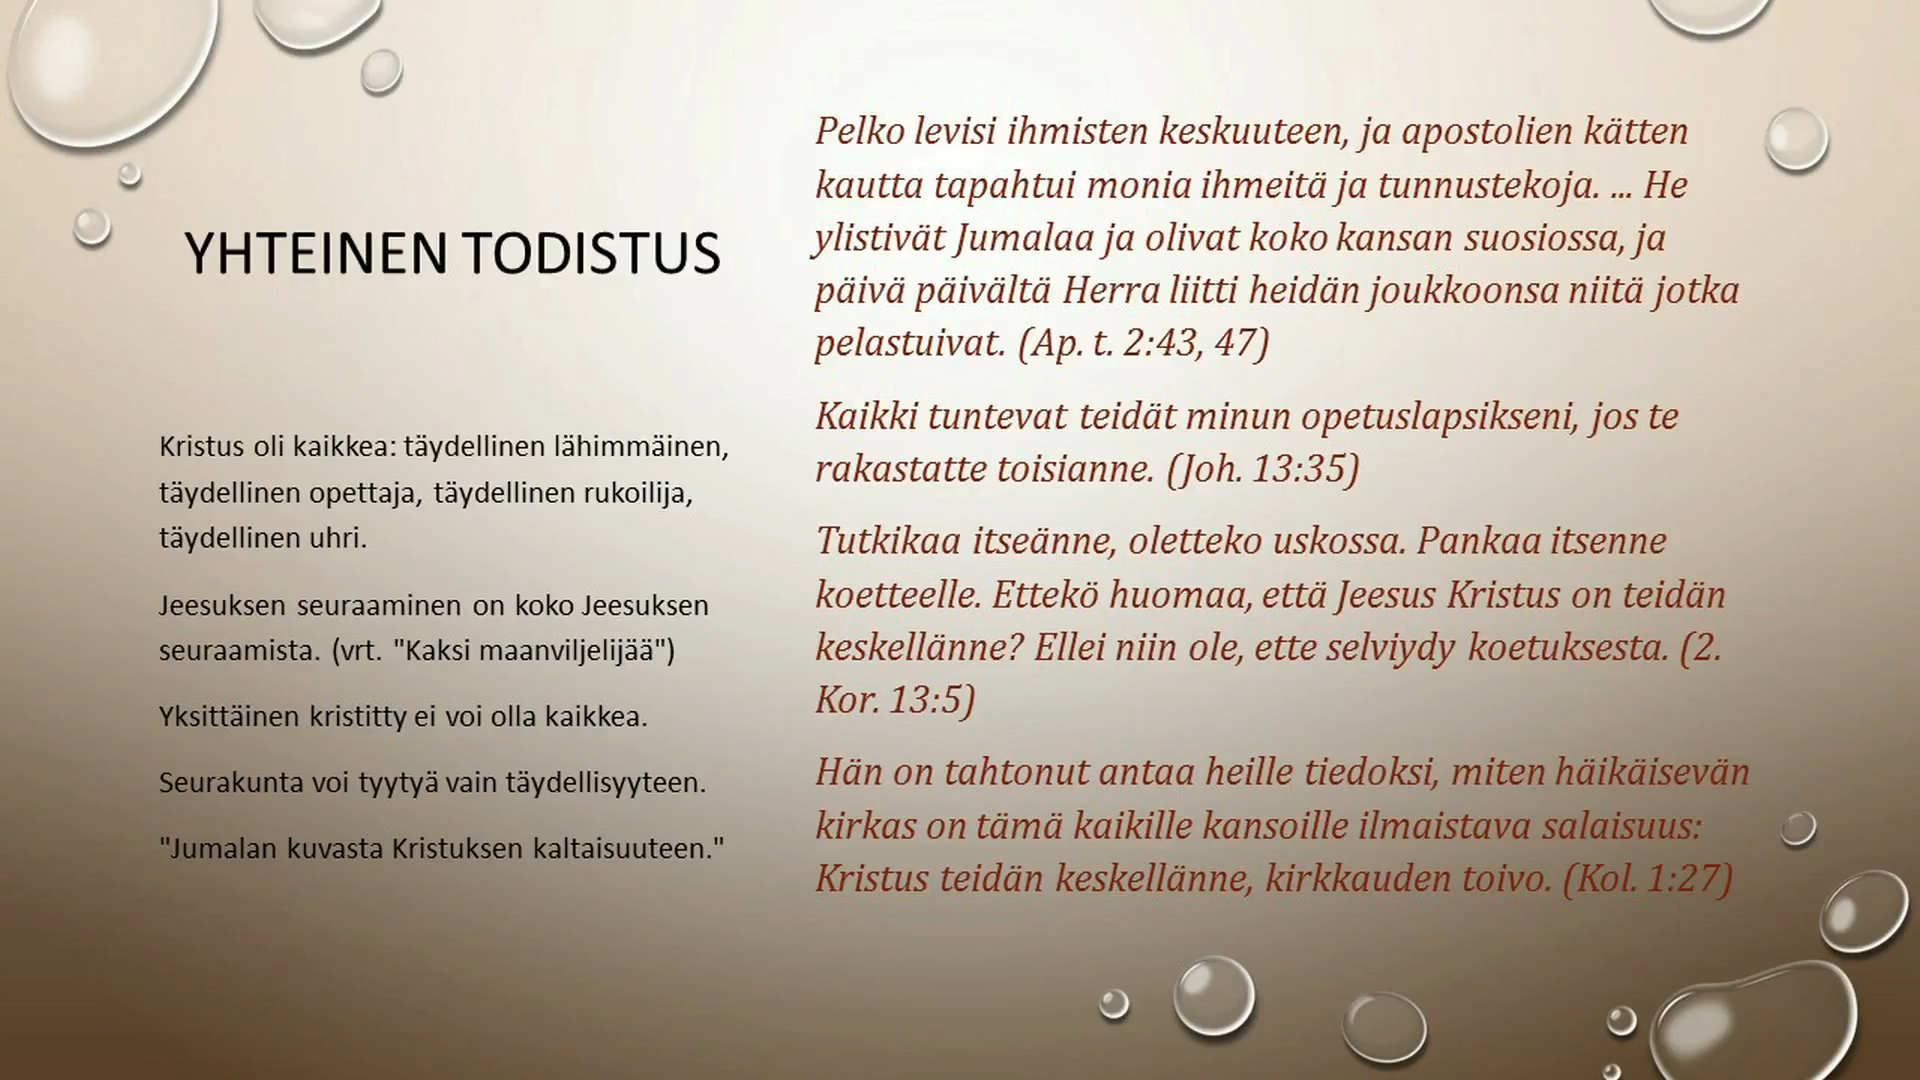 YHTEINEN TODISTUS
Kristus oli kaikkea: täydellinen lähimmäinen,
täydellinen opettaja, täydellinen rukoilija,
täydellinen uhri.
Jeesuksen seuraaminen on koko Jeesuksen
seuraamista. (vrt. "Kaksi maanviljelijää")
Yksittäinen kristitty ei voi olla kaikkea.
Seurakunta voi tyytyä vain täydellisyyteen.
"Jumalan kuvasta Kristuksen kaltaisuuteen."
Pelko levisi ihmisten keskuuteen, ja apostolien kätten
kautta tapahtui monia ihmeitä ja tunnustekoja. ... He
ylistivät Jumalaa ja olivat koko kansan suosiossa, ja
päivä päivältä Herra liitti heidän joukkoonsa niitä jotka
pelastuivat. (Ap. t. 2:43, 47)
Kaikki tuntevat teidät minun opetuslapsikseni, jos te
rakastatte toisianne. (Joh. 13:35)
Tutkikaa itseänne, oletteko uskossa. Pankaa itsenne
koetteelle. Ettekö huomaa, että Jeesus Kristus on teidän
keskellänne? Ellei niin ole, ette selviydy koetuksesta. (2.
Kor. 13:5)
Hän on tahtonut antaa heille tiedoksi, miten häikäisevän
kirkas on tämä kaikille kansoille ilmaistava salaisuus:
Kristus teidän keskellänne, kirkkauden toivo. (Kol. 1:27)